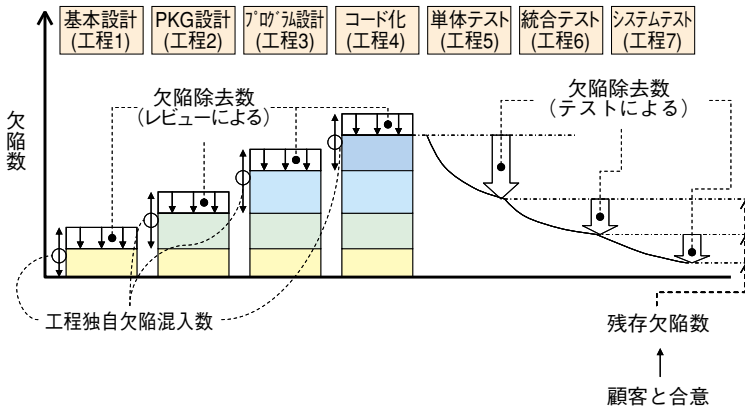 基本設計
(工程1)
PKG設計
(工程2)
プログラム設計
(工程3)
コード化
(工程4)
単体テスト
(工程5)
統合テスト
(工程6)
システムテスト
(工程7)
欠陥数
欠陥除去数
(レビューによる)
欠陥除去数
(テストによる)
工程独自欠陥混入数
残存欠陥数
顧客と合意